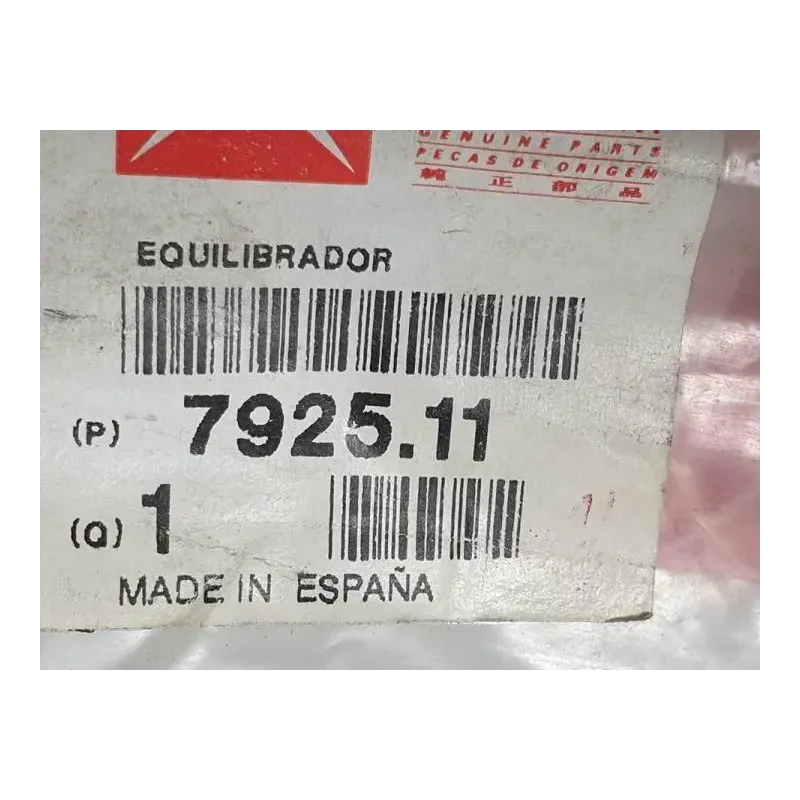 GENUINE PARTS
PECAS DE ORIGEM
純正部品
EQUILIBRADOR
(P) 7925.11
(Q) 1
MADE IN ESPAÑA